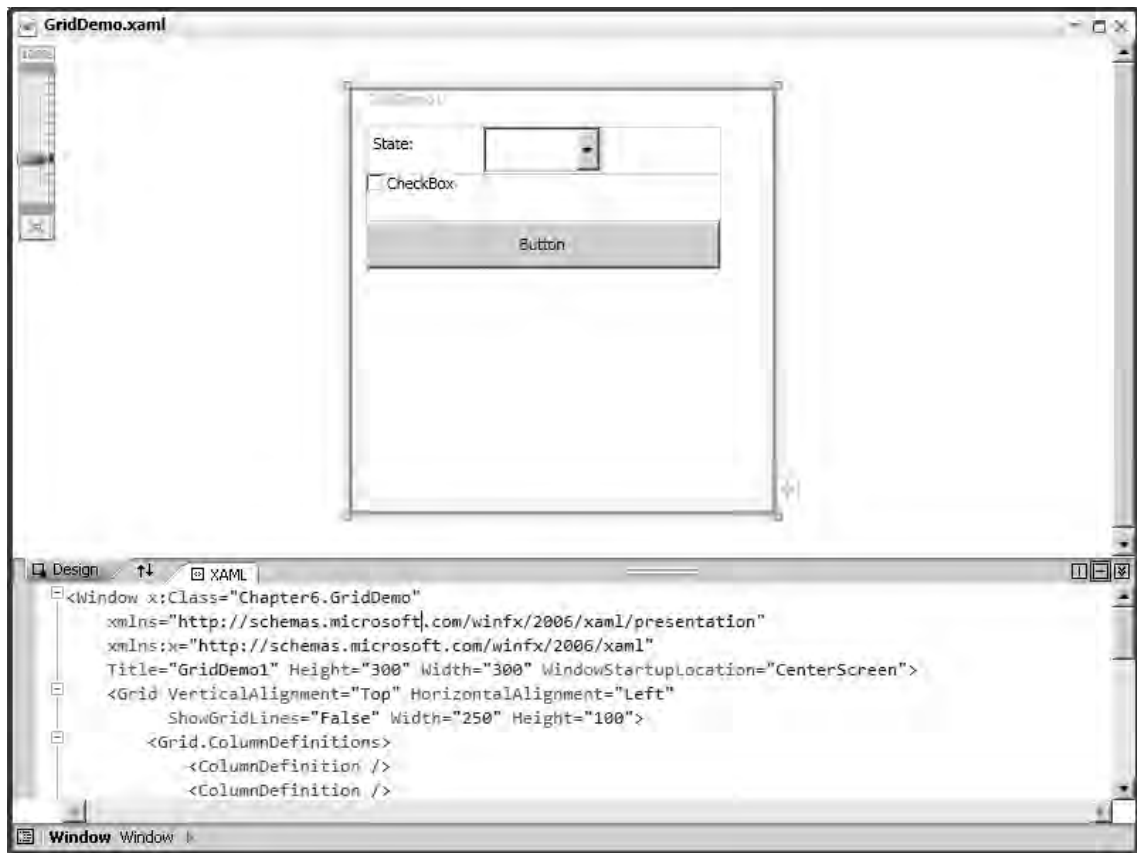 GridDemo.xaml
GridDemo1
State:
CheckBox
Button
Design
XAML
<Window x:Class="Chapter6.GridDemo"
xmlns="http://schemas.microsoft.com/winfx/2006/xaml/presentation"
xmlns:x="http://schemas.microsoft.com/winfx/2006/xaml"
Title="GridDemo1" Height="300" Width="300" WindowStartupLocation="CenterScreen">
<Grid VerticalAlignment="Top" HorizontalAlignment="Left"
ShowGridLines="False" Width="250" Height="100">
<Grid.ColumnDefinitions>
<ColumnDefinition />
<ColumnDefinition />
Window Window